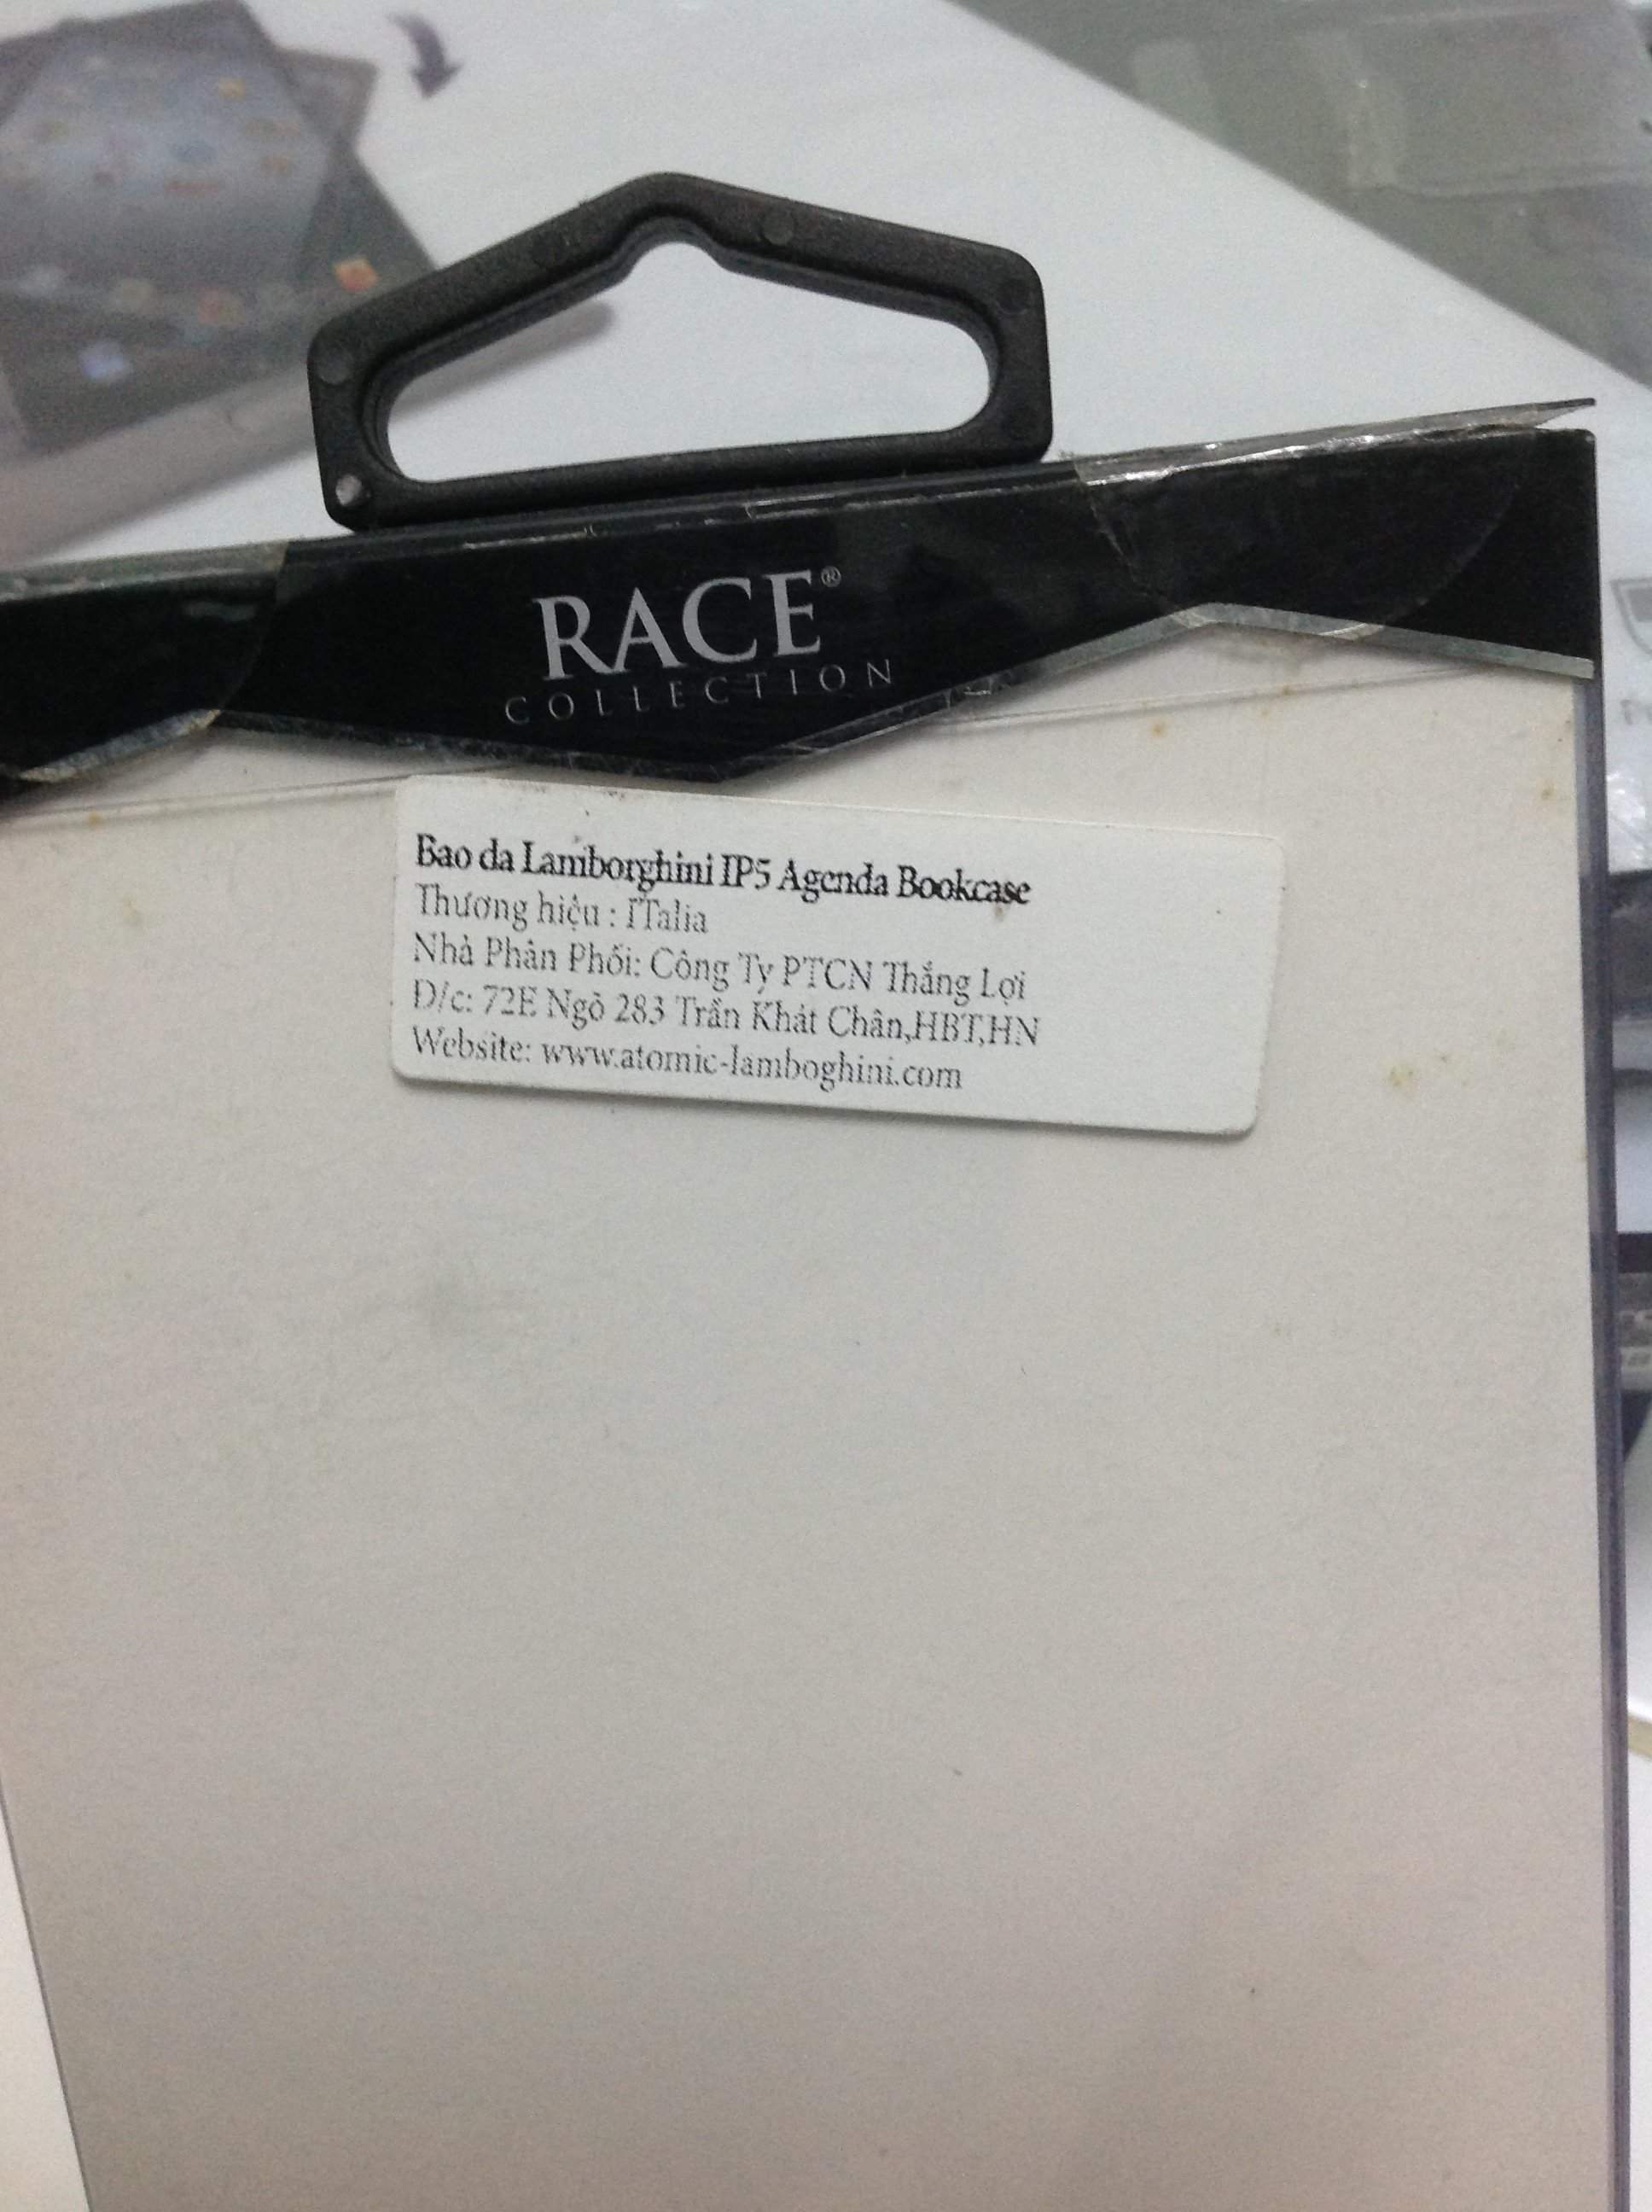 RACE®
COLLECTION
Bao da Lamborghini IP5 Agenda Bookcase
Thương hiệu : ITalia
Nhà Phân Phối: Công Ty PTCN Thắng Lợi
Đ/c: 72E Ngõ 283 Trần Khát Chân,HBT,HN
Website: www.atomic-lamboghini.com